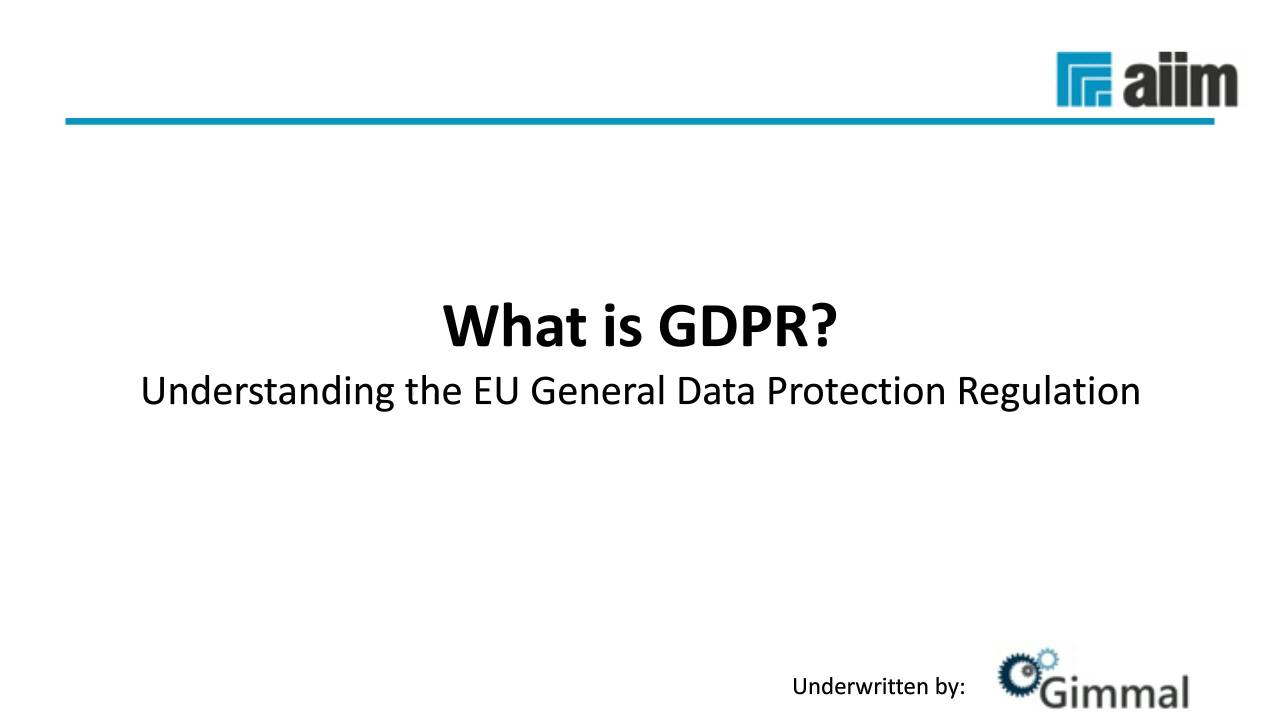 aiim
What is GDPR?
Understanding the EU General Data Protection Regulation
Underwritten by:
Gimmal